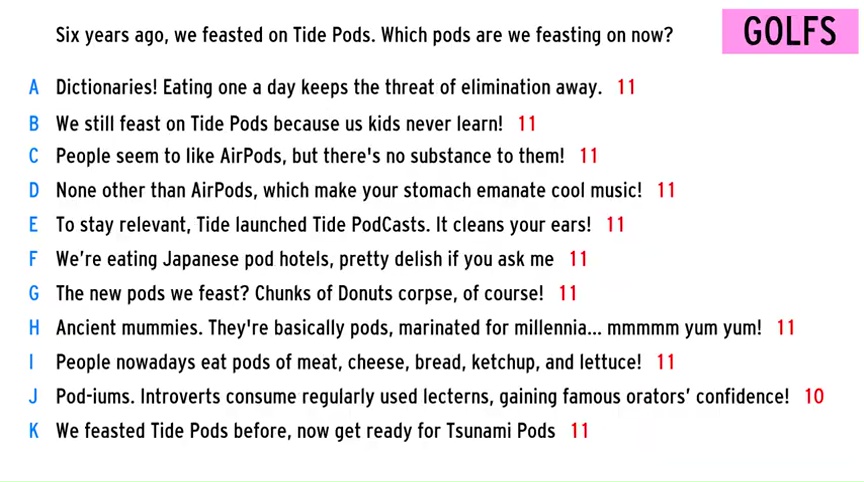 Six years ago, we feasted on Tide Pods. Which pods are we feasting on now?
GOLFS
A Dictionaries! Eating one a day keeps the threat of elimination away. 11
B We still feast on Tide Pods because us kids never learn! 11
C People seem to like AirPods, but there's no substance to them! 11
D None other than AirPods, which make your stomach emanate cool music! 11
E To stay relevant, Tide launched Tide PodCasts. It cleans your ears! 11
F We’re eating Japanese pod hotels, pretty delish if you ask me 11
G The new pods we feast? Chunks of Donuts corpse, of course! 11
H Ancient mummies. They're basically pods, marinated for millennia... mmmmm yum yum! 11
I People nowadays eat pods of meat, cheese, bread, ketchup, and lettuce! 11
J Pod-iums. Introverts consume regularly used lecterns, gaining famous orators’ confidence! 10
K We feasted Tide Pods before, now get ready for Tsunami Pods 11